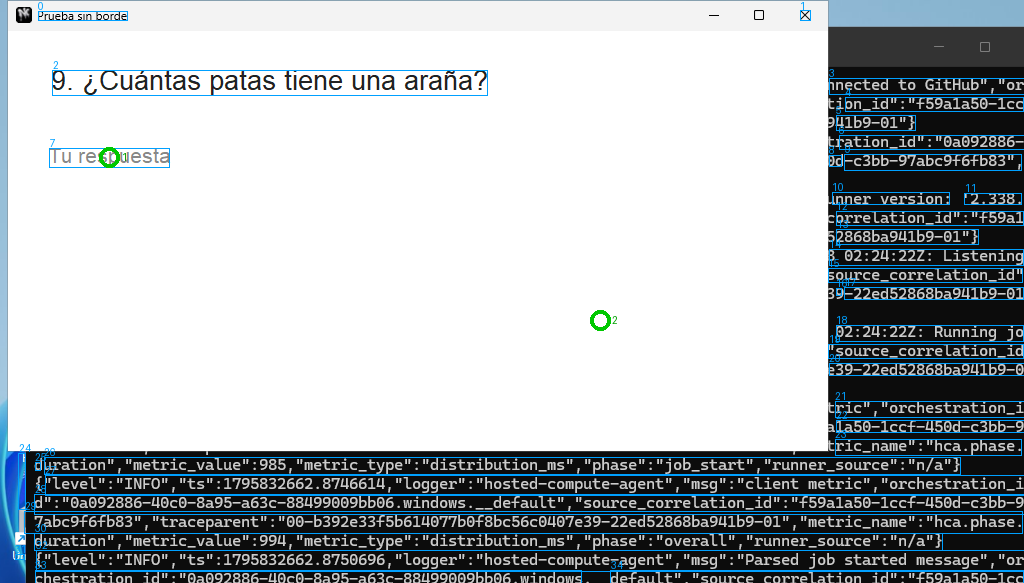 Prueba sin borde
9. ¿Cuántas patas tiene una araña?
Tu respuesta
nnected to GitHub","or
tion_id":"f59a1a50-1cc
941b9-01"}
tration_id":"0a092886-
0d-c3bb-97abc9f6fb83",
unner version: '2.338.
correlation_id":"f59a1
52868ba941b9-01"}
8 02:24:22Z: Listening
source_correlation_id"
39-22ed52868ba941b9-01
02:24:22Z: Running jo
"source_correlation_id
e39-22ed52868ba941b9-0
tric","orchestration_i
a1a50-1ccf-450d-c3bb-9
metric_name":"hca.phase.
duration","metric_value":985,"metric_type":"distribution_ms","phase":"job_start","runner_source":"n/a"}
{"level":"INFO","ts":1795832662.8746614,"logger":"hosted-compute-agent","msg":"client metric","orchestration_i
d":"0a092886-40c0-8a95-a63c-88499009bb06.windows.__default","source_correlation_id":"f59a1a50-1ccf-450d-c3bb-9
7abc9f6fb83","traceparent":"00-b392e33f5b614077b0f8bc56c0407e39-22ed52868ba941b9-01","metric_name":"hca.phase.
duration","metric_value":994,"metric_type":"distribution_ms","phase":"overall","runner_source":"n/a"}
{"level":"INFO","ts":1795832662.8750696,"logger":"hosted-compute-agent","msg":"Parsed job started message","or
chestration_id":"0a092886-40c0-8a95-a63c-88499009bb06.windows.__default","source_correlation_id":"f59a1a50-1cc